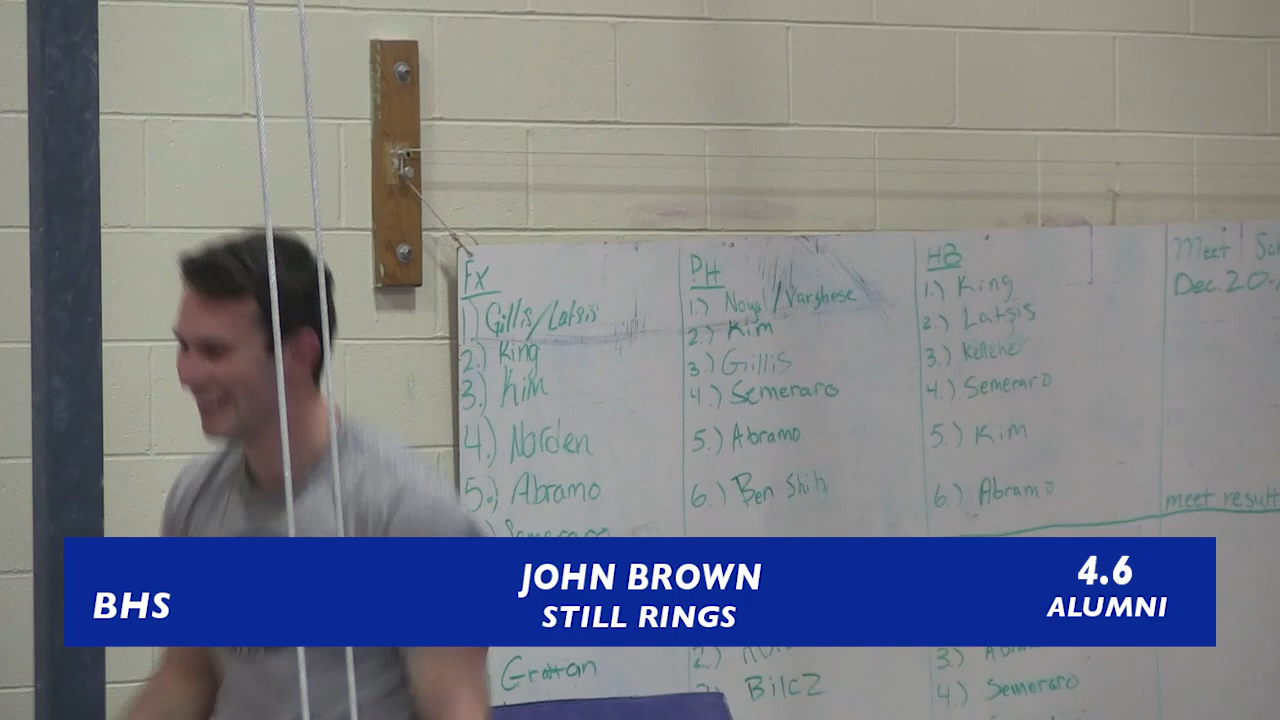 Fx
1) Gillis/Latsis
2.) King
3.) Kim
4.) Norden
5.) Abramo
Semeraro
Grattan
PH
1.) /Varghese
2.) Kim
3.) Gillis
4.) Semeraro
5.) Abramo
6.) Ben Shih
2.)
Bilcz
HB
1.) King
2.) Latsis
3.)
4.) Semeraro
5.) Kim
6.) Abramo
3.)
4.) Semeraro
Meet
Dec. 20
meet result
BHS
JOHN BROWN
STILL RINGS
4.6
ALUMNI